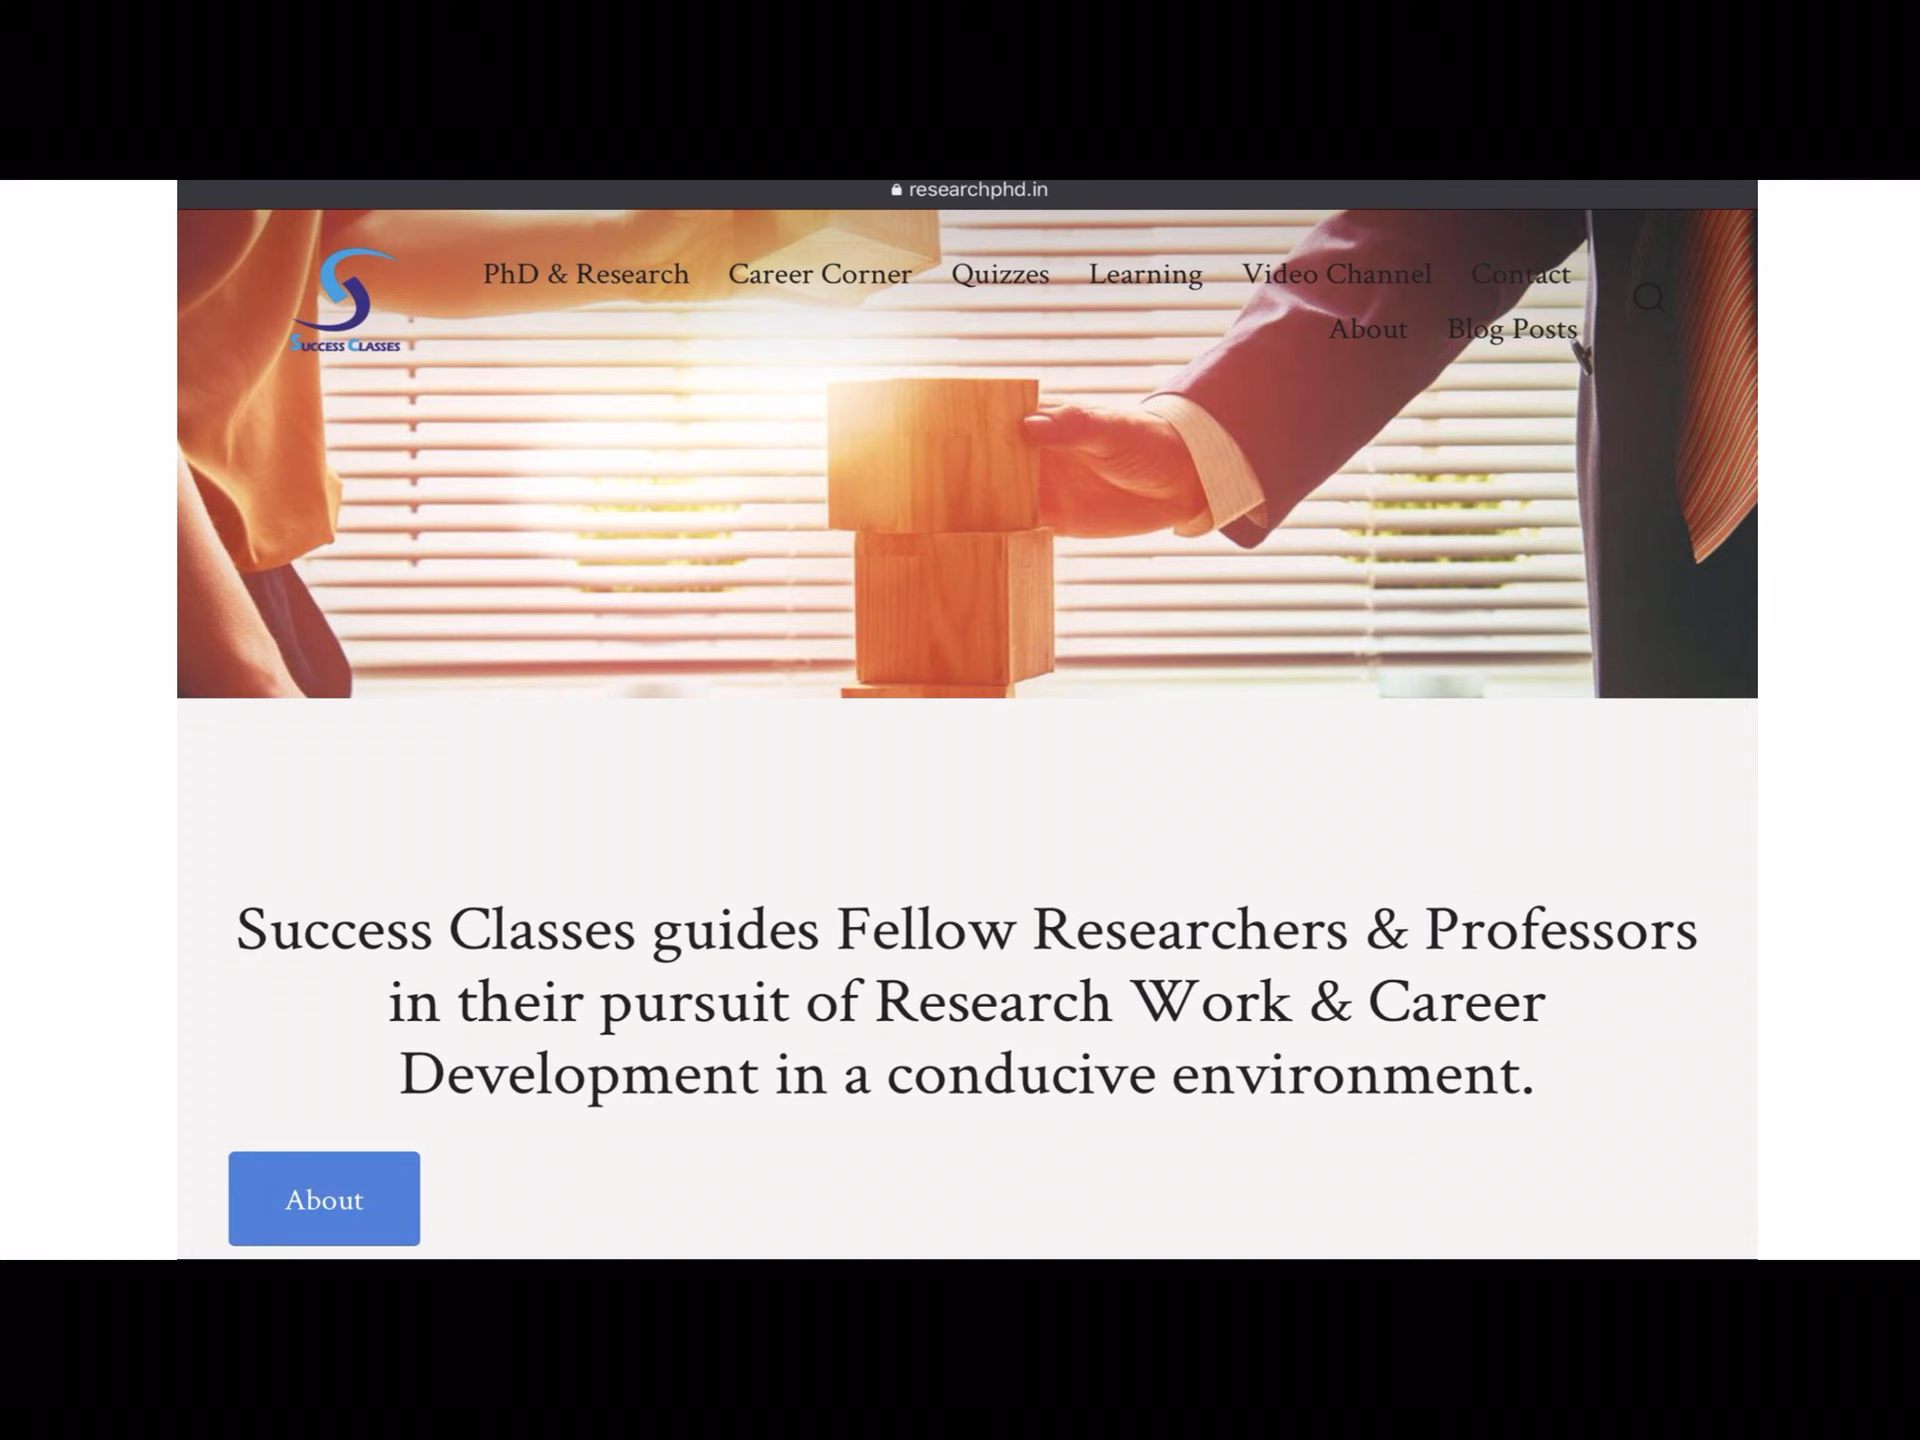 researchphd.in
PhD & Research Career Corner Quizzes Learning Video Channel Contact
About Blog Posts
SUCCESS CLASSES
Success Classes guides Fellow Researchers & Professors
in their pursuit of Research Work & Career
Development in a conducive environment.
About